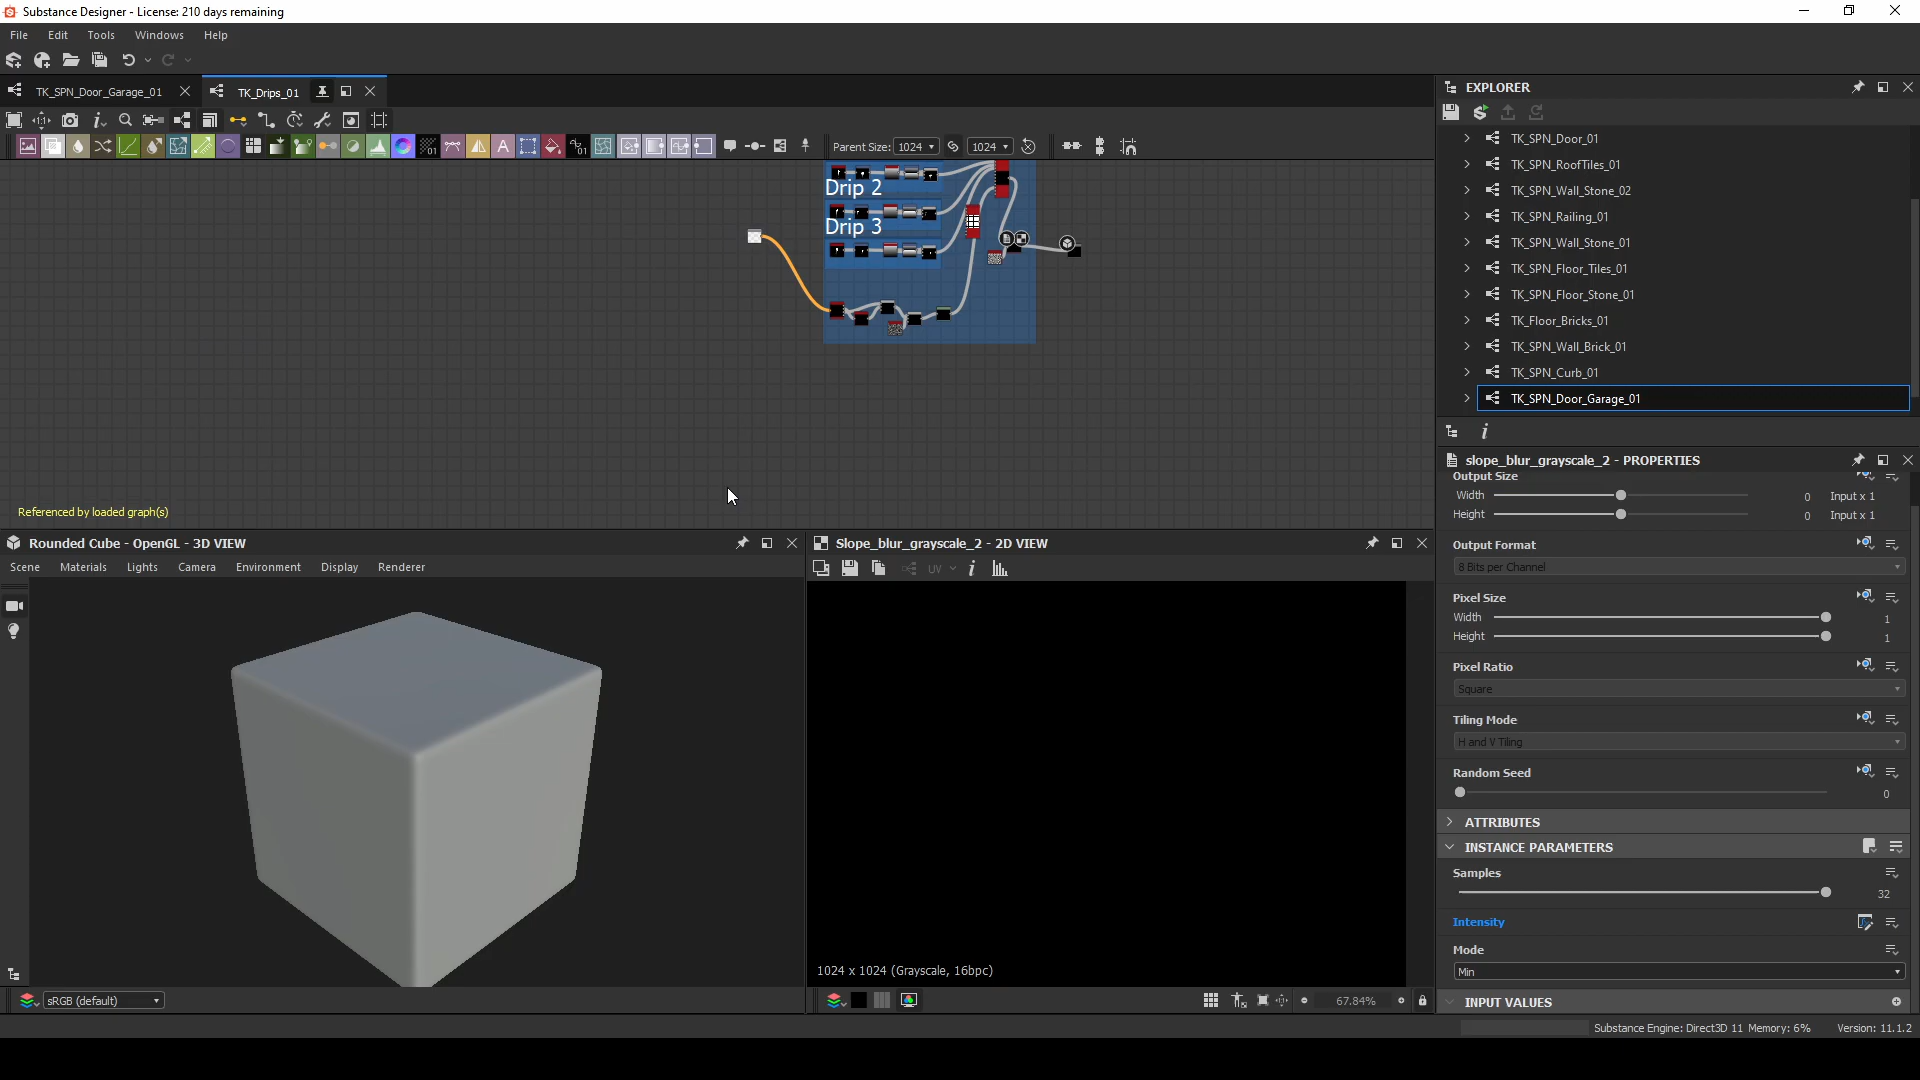 Substance Designer - License: 210 days remaining
File Edit Tools Windows Help
TK_SPN_Door_Garage_01 TK_Drips_01
Parent Size: 1024 1024
Drip 2
Drip 3
Referenced by loaded graph(s)
EXPLORER
TK_SPN_Door_01
TK_SPN_RoofTiles_01
TK_SPN_Wall_Stone_02
TK_SPN_Railing_01
TK_SPN_Wall_Stone_01
TK_SPN_Floor_Tiles_01
TK_SPN_Floor_Stone_01
TK_Floor_Bricks_01
TK_SPN_Wall_Brick_01
TK_SPN_Curb_01
TK_SPN_Door_Garage_01
slope_blur_grayscale_2 - PROPERTIES
Output Size
Width 0 Input x 1
Height 0 Input x 1
Output Format
8 Bits per Channel
Pixel Size
Width 1
Height 1
Pixel Ratio
Square
Tiling Mode
H and V Tiling
Random Seed
0
ATTRIBUTES
INSTANCE PARAMETERS
Samples
32
Intensity
Mode
Min
INPUT VALUES
Rounded Cube - OpenGL - 3D VIEW
Scene Materials Lights Camera Environment Display Renderer
sRGB (default)
Slope_blur_grayscale_2 - 2D VIEW
UV
1024 x 1024 (Grayscale, 16bpc)
67.84%
Substance Engine: Direct3D 11 Memory: 6% Version: 11.1.2